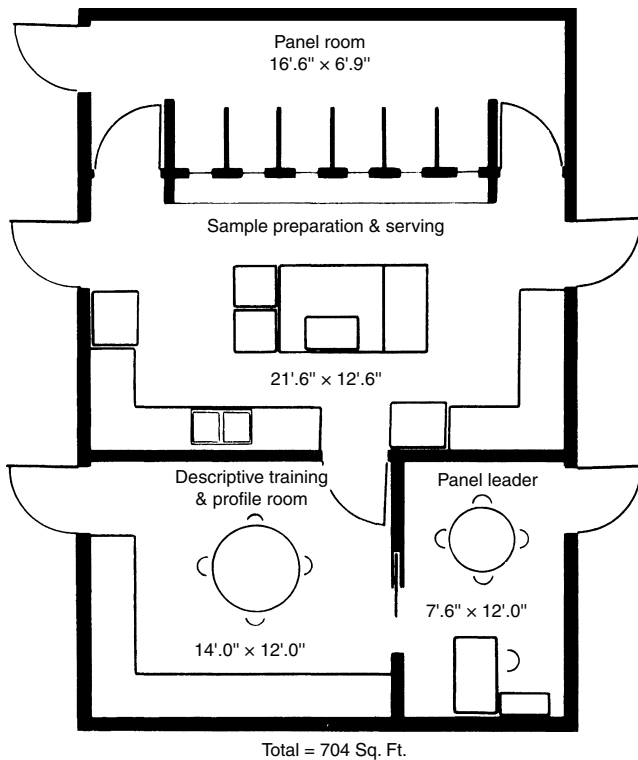 Panel room
16'.6" × 6'.9"
Sample preparation & serving
21'.6" × 12'.6"
Descriptive training
& profile room
Panel leader
7'.6" × 12'.0"
14'.0" × 12'.0"
Total = 704 Sq. Ft.